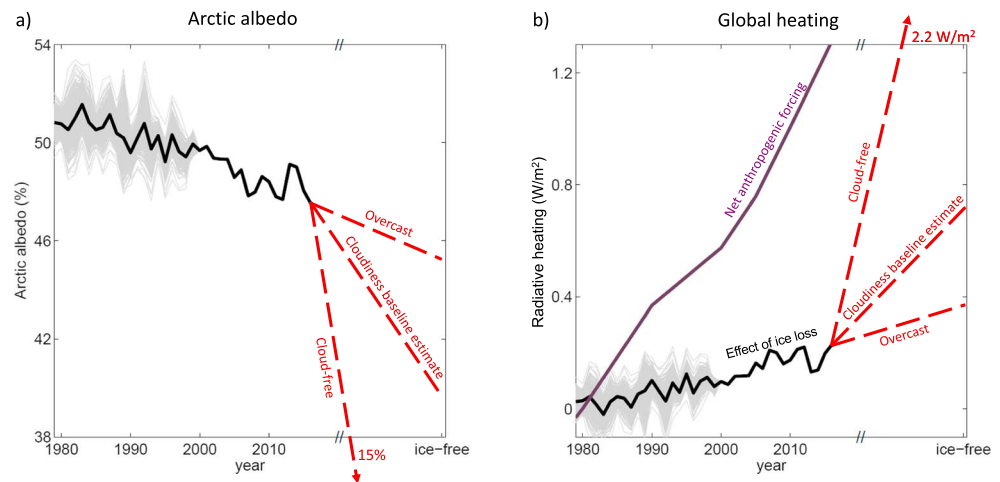 a)
Arctic albedo
54
50
46
42
38
Arctic albedo (%)
1980
1990
2000
2010
ice−free
year
//
//
Overcast
Cloudiness baseline estimate
Cloud-free
15%
b)
Global heating
1.2
0.8
0.4
0
Radiative heating (W/m²)
1980
1990
2000
2010
ice−free
year
//
//
Net anthropogenic forcing
Effect of ice loss
Cloud-free
2.2 W/m²
Cloudiness baseline estimate
Overcast